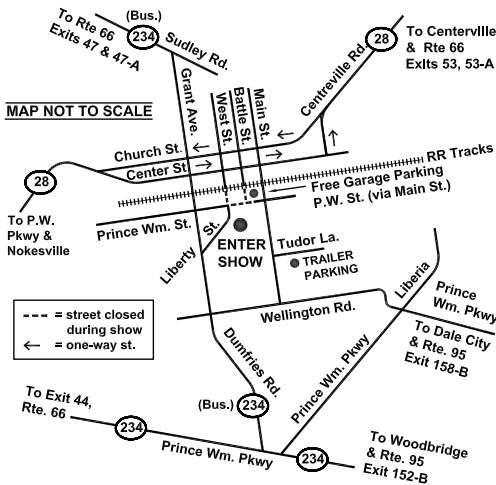 To Rte 66
Exits 47 & 47-A
(Bus.)
234
Sudley Rd.
28
To Centerville
& Rte 66
Exits 53, 53-A
Centreville Rd.
MAP NOT TO SCALE
Grant Ave.
West St.
Battle St.
Main St.
Church St.
Center St
RR Tracks
28
Free Garage Parking
P.W. St. (via Main St.)
To P.W.
Pkwy &
Nokesville
Prince Wm. St.
Liberty St.
ENTER
SHOW
Tudor La.
TRAILER
PARKING
Liberia
Prince
Wm. Pkwy
Wellington Rd.
= street closed
during show
= one-way st.
To Dale City
& Rte. 95
Exit 158-B
Dumfries Rd.
Prince Wm. Pkwy
To Exit 44,
Rte. 66
(Bus.)
234
234
Prince Wm. Pkwy
234
To Woodbridge
& Rte. 95
Exit 152-B